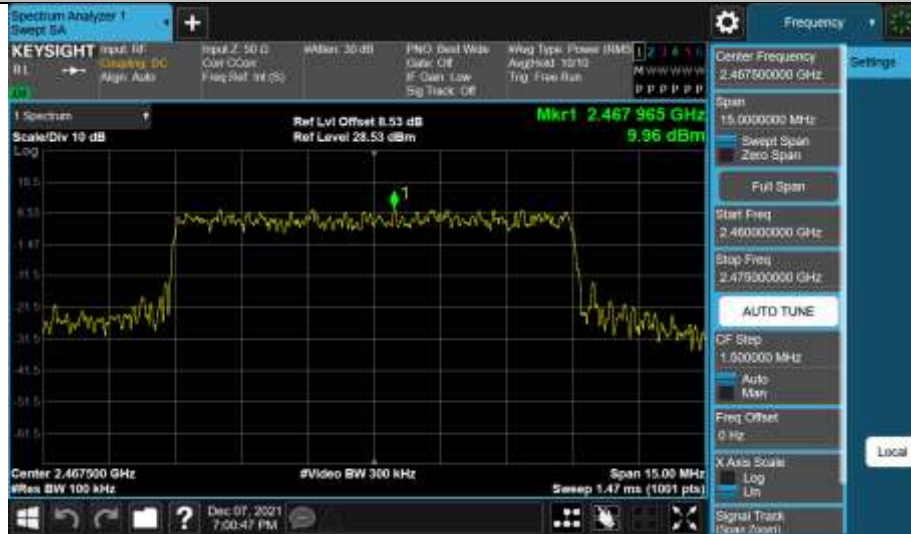 Spectrum Analyzer 1
Swept SA
+
Frequency
KEYSIGHT
Input: RF
Coupling: DC
Align: Auto
Input Z: 50 Ω
Corr CCorr
Freq Ref: Int (S)
#Atten: 30 dB
PNO: Best Wide
Gate: Off
IF Gain: Low
Sig Track: Off
#Avg Type: Power (RMS)
Avg|Hold: 10/10
Trig: Free Run
1 2 3 4 5 6
M W W W W W
P P P P P P
1 Spectrum
Scale/Div 10 dB
Log
Ref Lvl Offset 8.53 dB
Ref Level 28.53 dBm
Mkr1 2.467 965 GHz
9.96 dBm
1
18.5
8.53
-1.47
-11.5
-21.5
-31.5
-41.5
-51.5
-61.5
Center 2.467500 GHz
#Res BW 100 kHz
#Video BW 300 kHz
Span 15.00 MHz
Sweep 1.47 ms (1001 pts)
Dec 07, 2021
7:00:47 PM
Center Frequency
2.467500000 GHz
Settings
Span
15.0000000 MHz
Swept Span
Zero Span
Full Span
Start Freq
2.460000000 GHz
Stop Freq
2.475000000 GHz
AUTO TUNE
CF Step
1.500000 MHz
Auto
Man
Freq Offset
0 Hz
X Axis Scale
Log
Lin
Local
Signal Track
(Span Zoom)